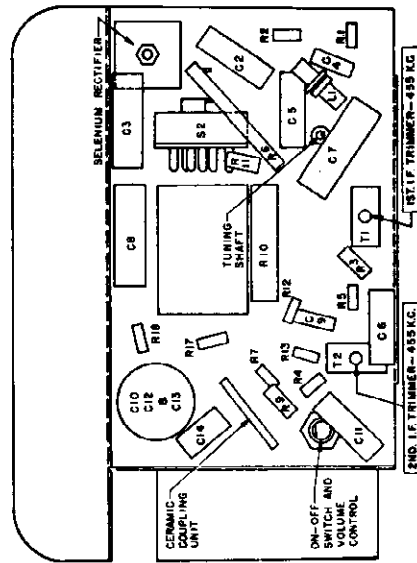 SELENIUM RECTIFIER
C3
C2
R2
R1
C4
L1
C5
S2
R6
R11
C7
C8
TUNING
SHAFT
R10
T1
1ST. I.F. TRIMMER-455 KC.
R3
R5
R12
C9
R18
R17
R13
C6
T2
R7
R4
R9
C10
C12
B
C13
C14
C11
CERAMIC
COUPLING
UNIT
ON-OFF
SWITCH AND
VOLUME
CONTROL
2ND. I.F. TRIMMER-455 K.C.